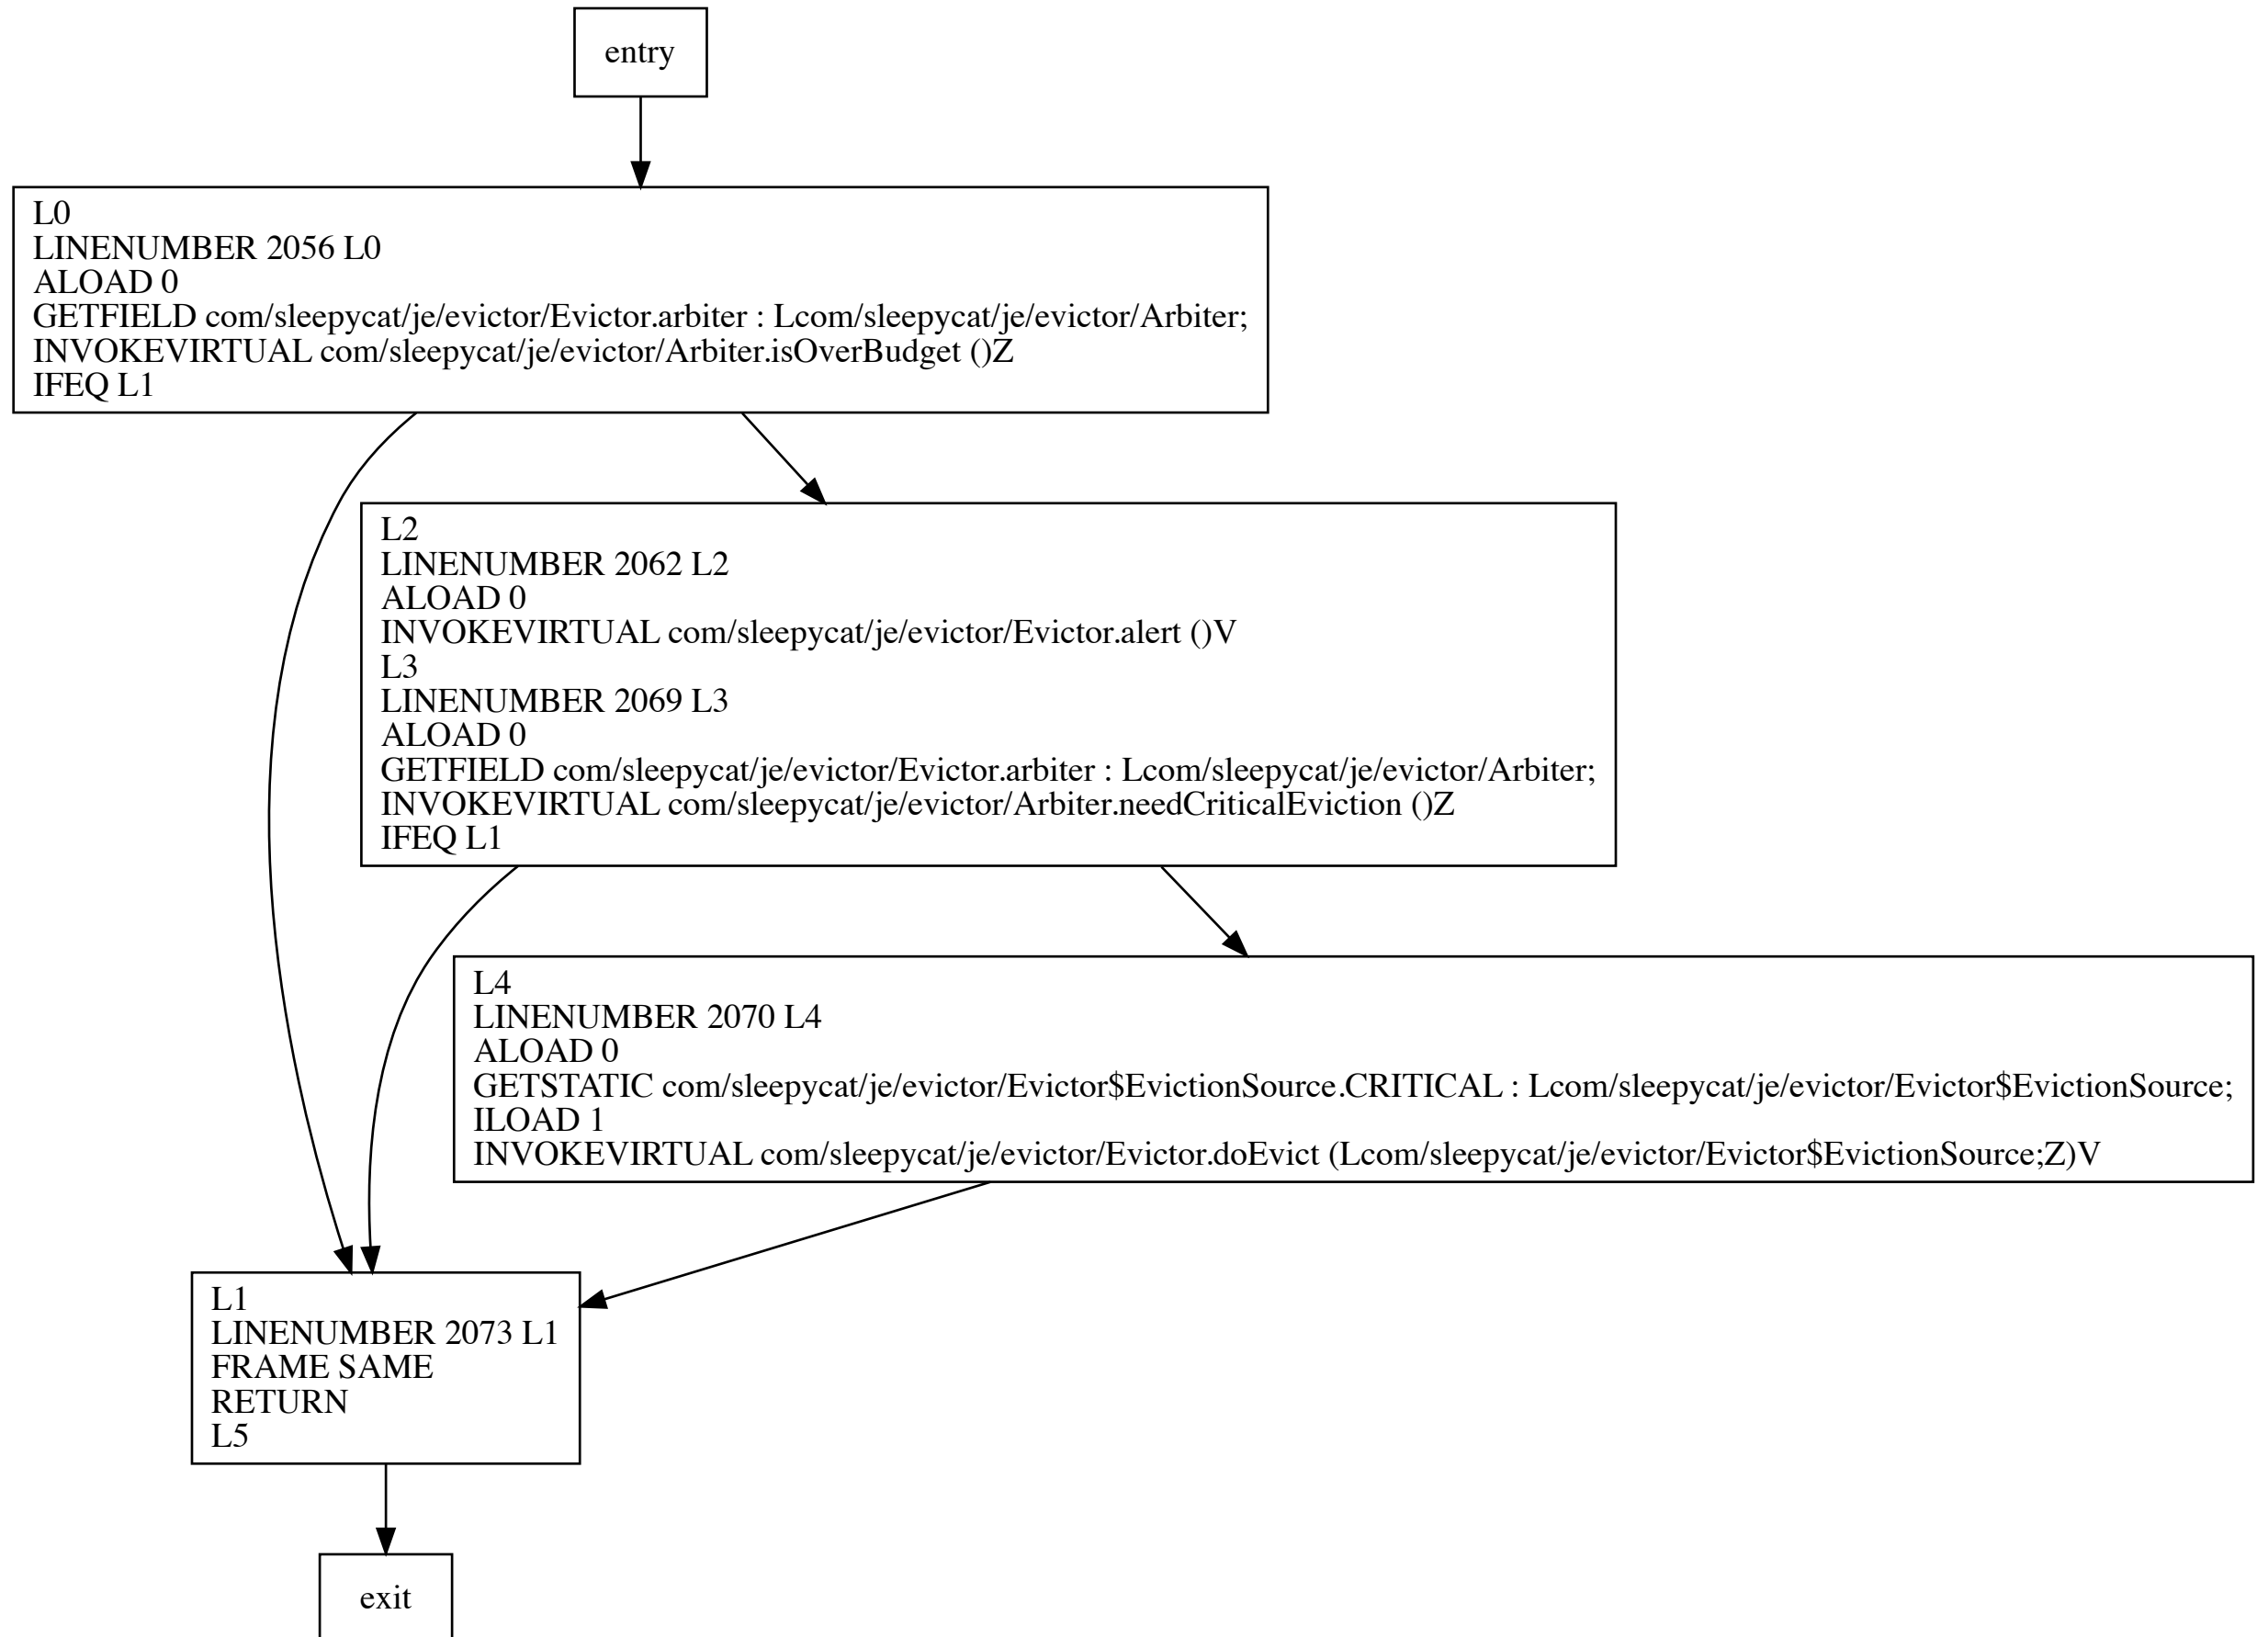 entry
L0
LINENUMBER 2056 L0
ALOAD 0
GETFIELD com/sleepycat/je/evictor/Evictor.arbiter : Lcom/sleepycat/je/evictor/Arbiter;
INVOKEVIRTUAL com/sleepycat/je/evictor/Arbiter.isOverBudget ()Z
IFEQ L1
L2
LINENUMBER 2062 L2
ALOAD 0
INVOKEVIRTUAL com/sleepycat/je/evictor/Evictor.alert ()V
L3
LINENUMBER 2069 L3
ALOAD 0
GETFIELD com/sleepycat/je/evictor/Evictor.arbiter : Lcom/sleepycat/je/evictor/Arbiter;
INVOKEVIRTUAL com/sleepycat/je/evictor/Arbiter.needCriticalEviction ()Z
IFEQ L1
L4
LINENUMBER 2070 L4
ALOAD 0
GETSTATIC com/sleepycat/je/evictor/Evictor$EvictionSource.CRITICAL : Lcom/sleepycat/je/evictor/Evictor$EvictionSource;
ILOAD 1
INVOKEVIRTUAL com/sleepycat/je/evictor/Evictor.doEvict (Lcom/sleepycat/je/evictor/Evictor$EvictionSource;Z)V
L1
LINENUMBER 2073 L1
FRAME SAME
RETURN
L5
exit